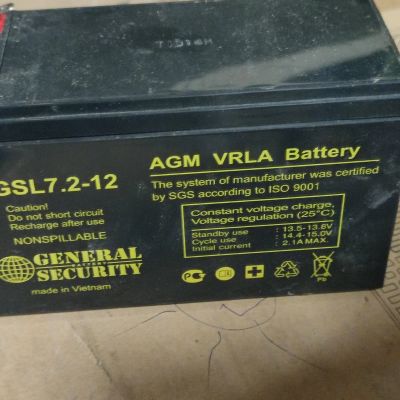 GSL7.2-12
Caution!
Do not short circuit
Recharge after use
NONSPILLABLE
GENERAL
BATTERY
SECURITY
made in Vietnam
AGM VRLA Battery
The system of manufacturer was certified
by SGS according to ISO 9001
Constant voltage charge,
Voltage regulation (25°C)
Standby use : 13.5-13.8V
Cycle use : 14.4-15.0V
Initial current : 2.1A MAX.
Pb